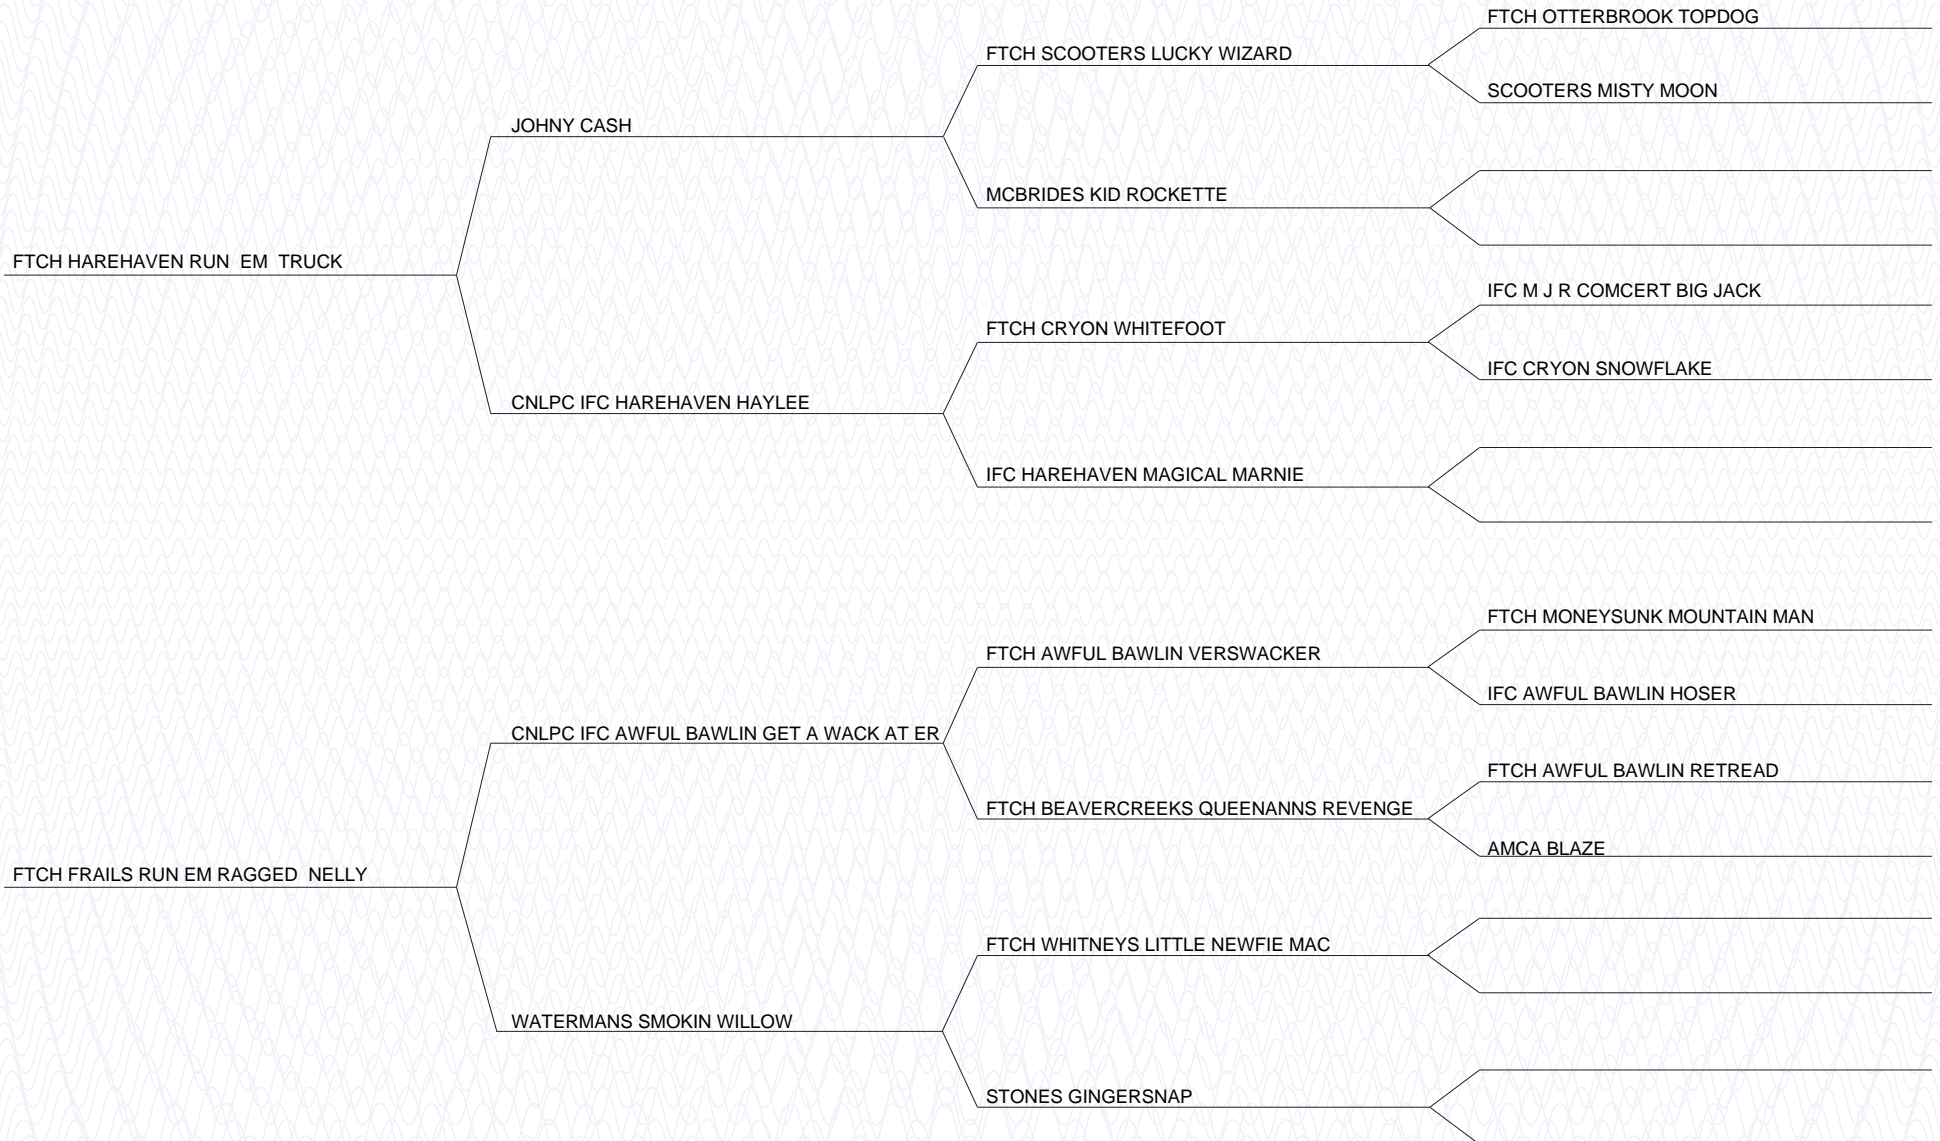 FTCH OTTERBROOK TOPDOG
FTCH SCOOTERS LUCKY WIZARD
SCOOTERS MISTY MOON
JOHNY CASH
MCBRIDES KID ROCKETTE
FTCH HAREHAVEN RUN  EM  TRUCK
IFC M J R COMCERT BIG JACK
FTCH CRYON WHITEFOOT
IFC CRYON SNOWFLAKE
CNLPC IFC HAREHAVEN HAYLEE
IFC HAREHAVEN MAGICAL MARNIE
FTCH MONEYSUNK MOUNTAIN MAN
FTCH AWFUL BAWLIN VERSWACKER
IFC AWFUL BAWLIN HOSER
CNLPC IFC AWFUL BAWLIN GET A WACK AT ER
FTCH AWFUL BAWLIN RETREAD
FTCH BEAVERCREEKS QUEENANNS REVENGE
AMCA BLAZE
FTCH FRAILS RUN EM RAGGED  NELLY
FTCH WHITNEYS LITTLE NEWFIE MAC
WATERMANS SMOKIN WILLOW
STONES GINGERSNAP